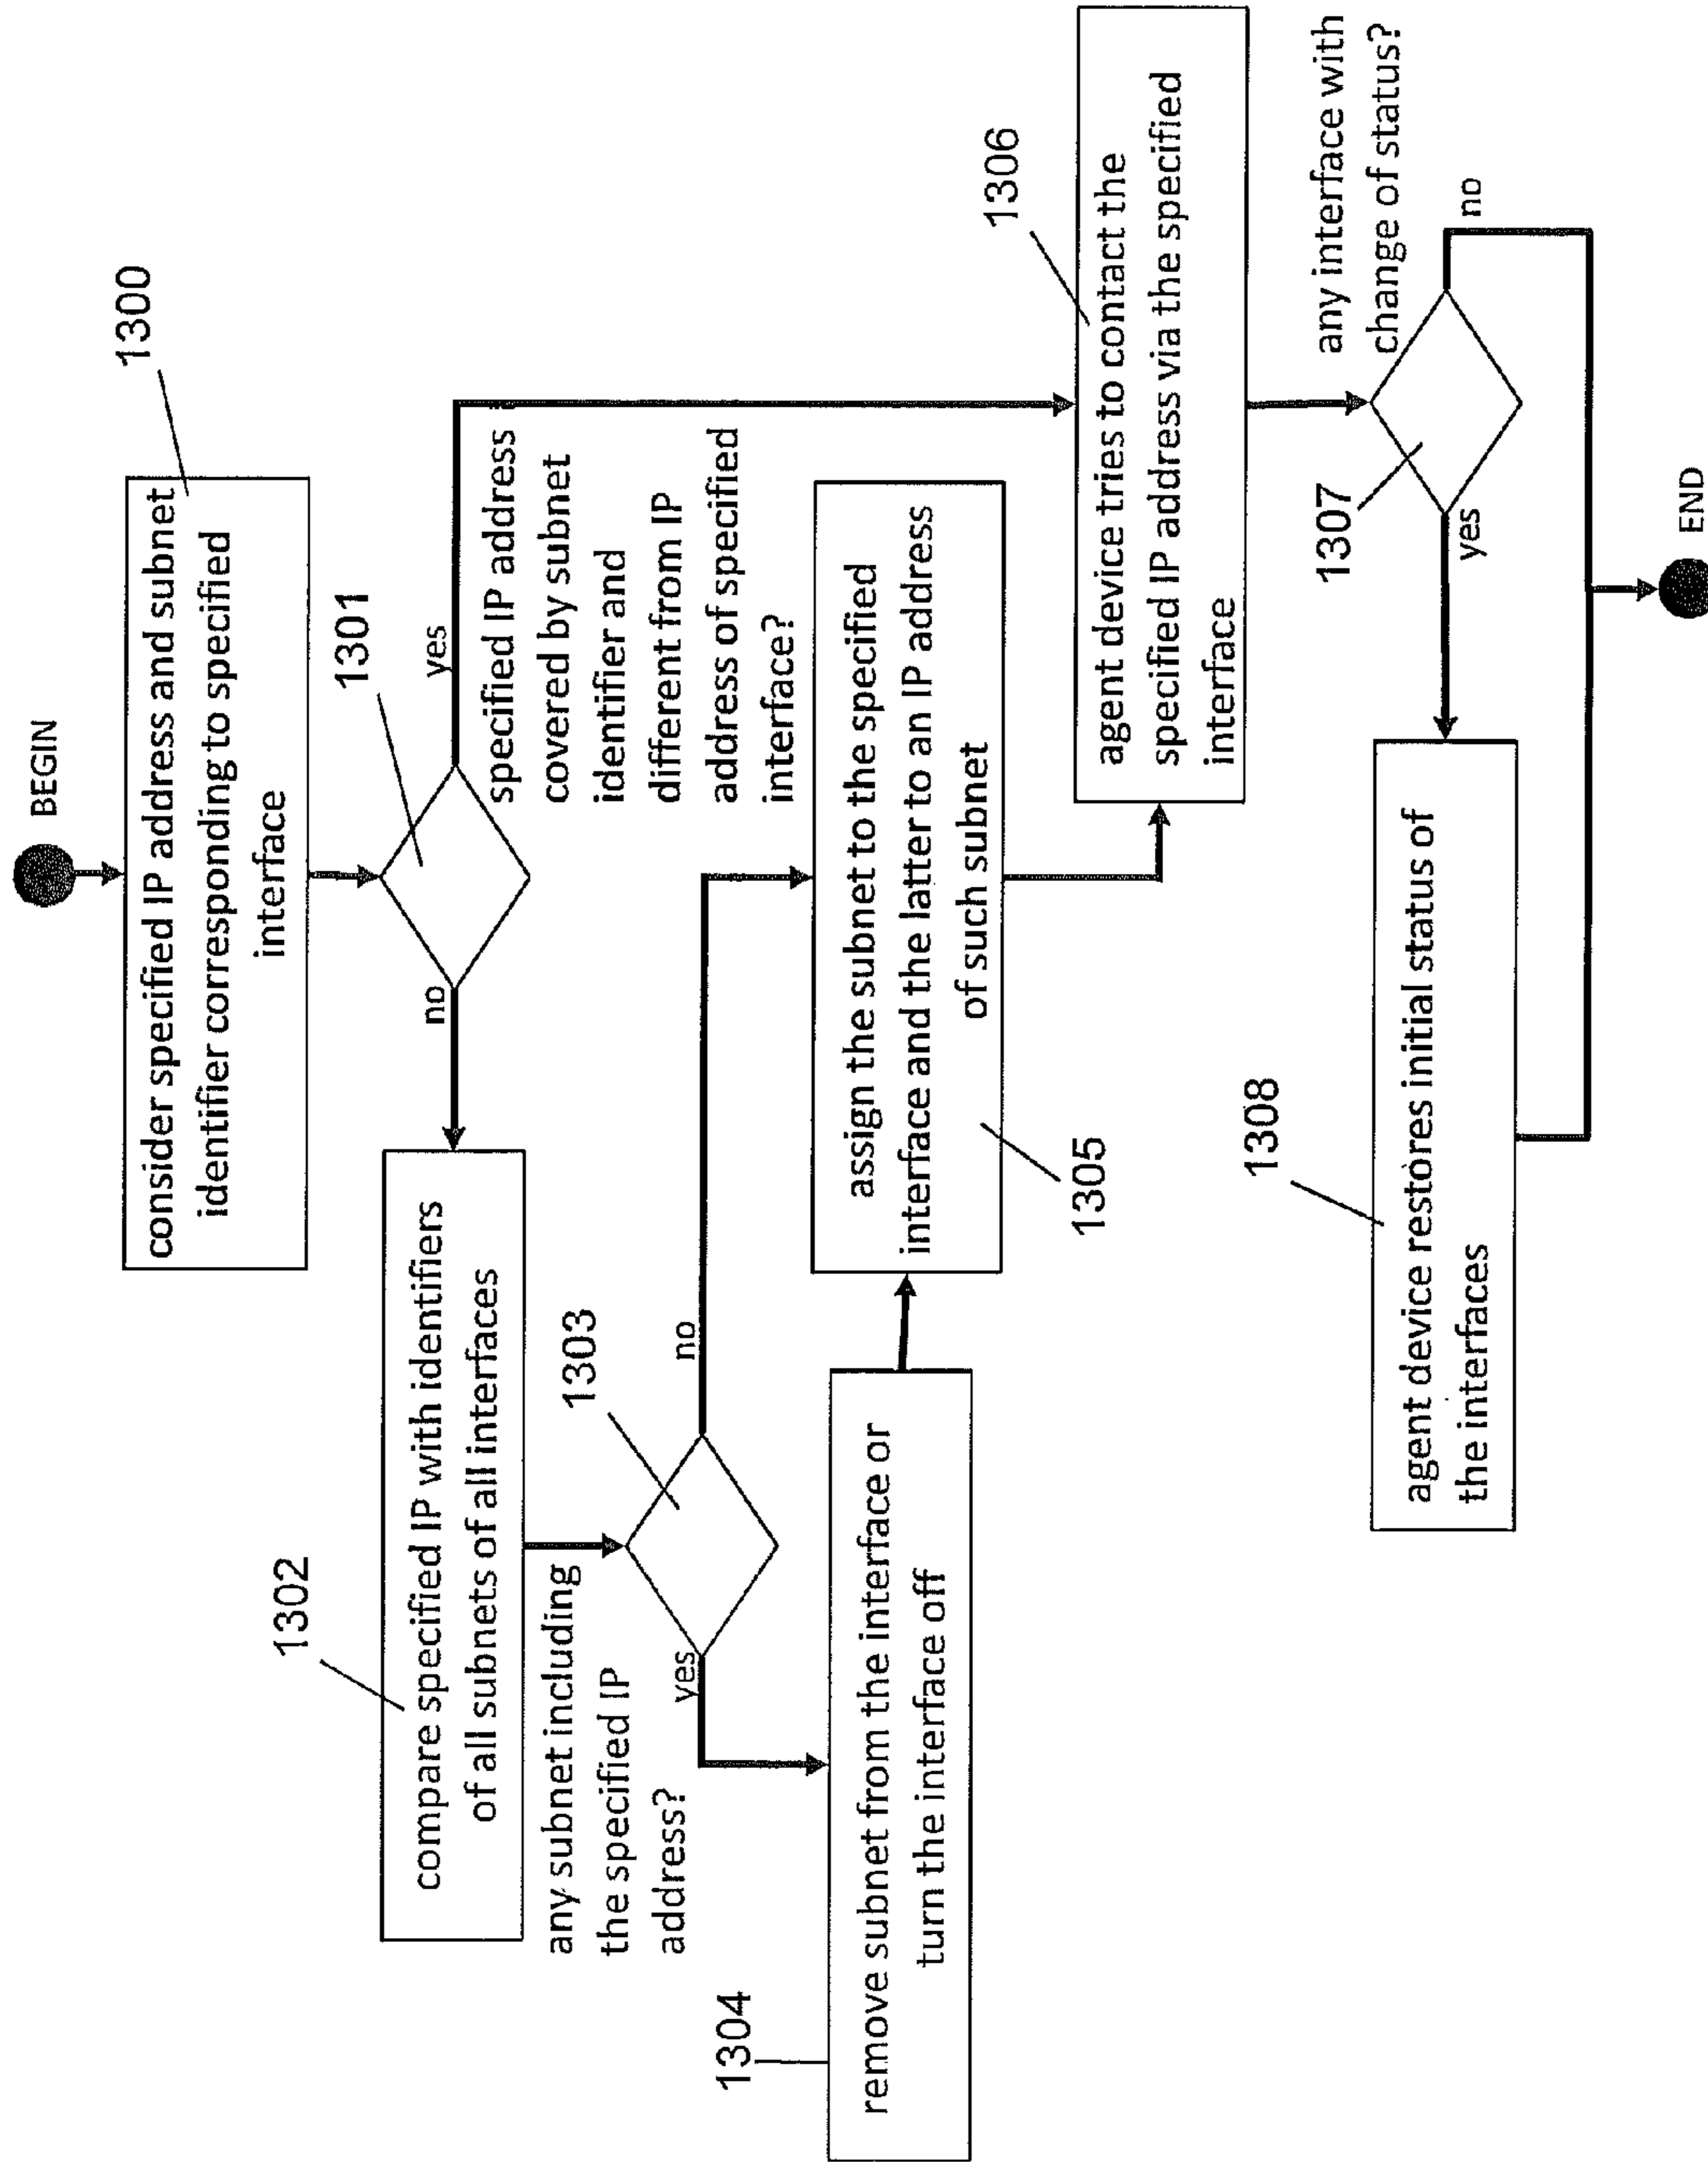 BEGIN
1300
consider specified IP address and subnet
identifier corresponding to specified
interface
1301
yes
no
specified IP address
covered by subnet
identifier and
different from IP
address of specified
interface?
1302
compare specified IP with identifiers
of all subnets of all interfaces
any subnet including
the specified IP
address?
1303
yes
no
1304
remove subnet from the interface or
turn the interface off
assign the subnet to the specified
interface and the latter to an IP address
of such subnet
1305
1306
agent device tries to contact the
specified IP address via the specified
interface
any interface with
change of status?
1307
yes
no
1308
agent device restores initial status of
the interfaces
END